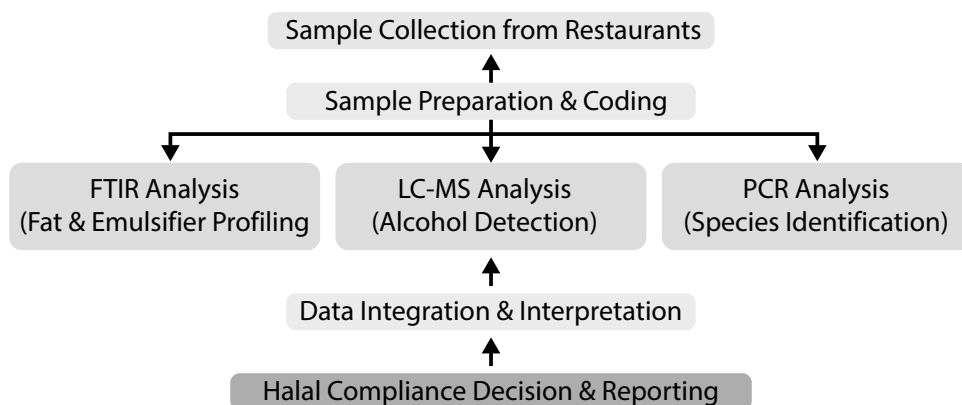 Sample Collection from Restaurants
Sample Preparation & Coding
FTIR Analysis
(Fat & Emulsifier Profiling
LC-MS Analysis
(Alcohol Detection)
PCR Analysis
(Species Identification)
Data Integration & Interpretation
Halal Compliance Decision & Reporting